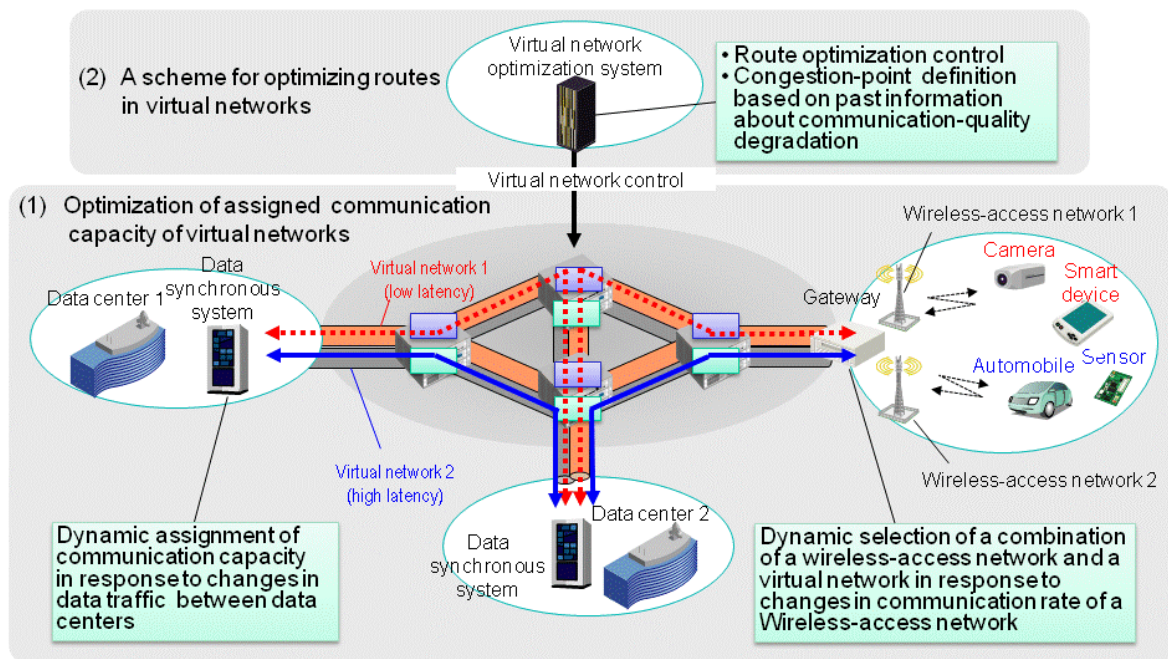 (2) A scheme for optimizing routes
in virtual networks
Virtual network
optimization system
• Route optimization control
• Congestion-point definition
based on past information
about communication-quality
degradation
Virtual network control
(1) Optimization of assigned communication
capacity of virtual networks
Wireless-access network 1
Camera
Smart
device
Gateway
Automobile
Sensor
Wireless-access network 2
Virtual network 1
(low latency)
Data
synchronous
system
Data center 1
Virtual network 2
(high latency)
Data center 2
Data
synchronous
system
Dynamic assignment of
communication capacity
in response to changes in
data traffic between data
centers
Dynamic selection of a combination
of a wireless-access network and a
virtual network in response to
changes in communication rate of a
Wireless-access network